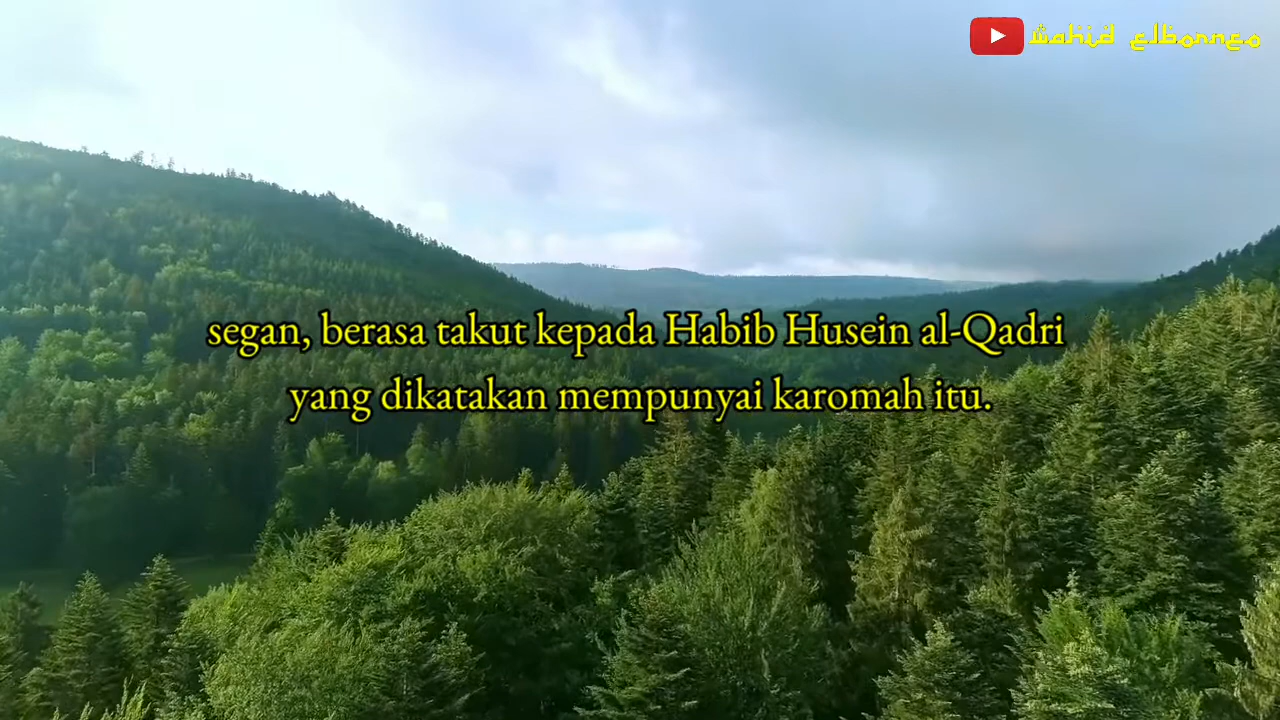 wahid elborneo
segan, berasa takut kepada Habib Husein al-Qadri
yang dikatakan mempunyai karomah itu.